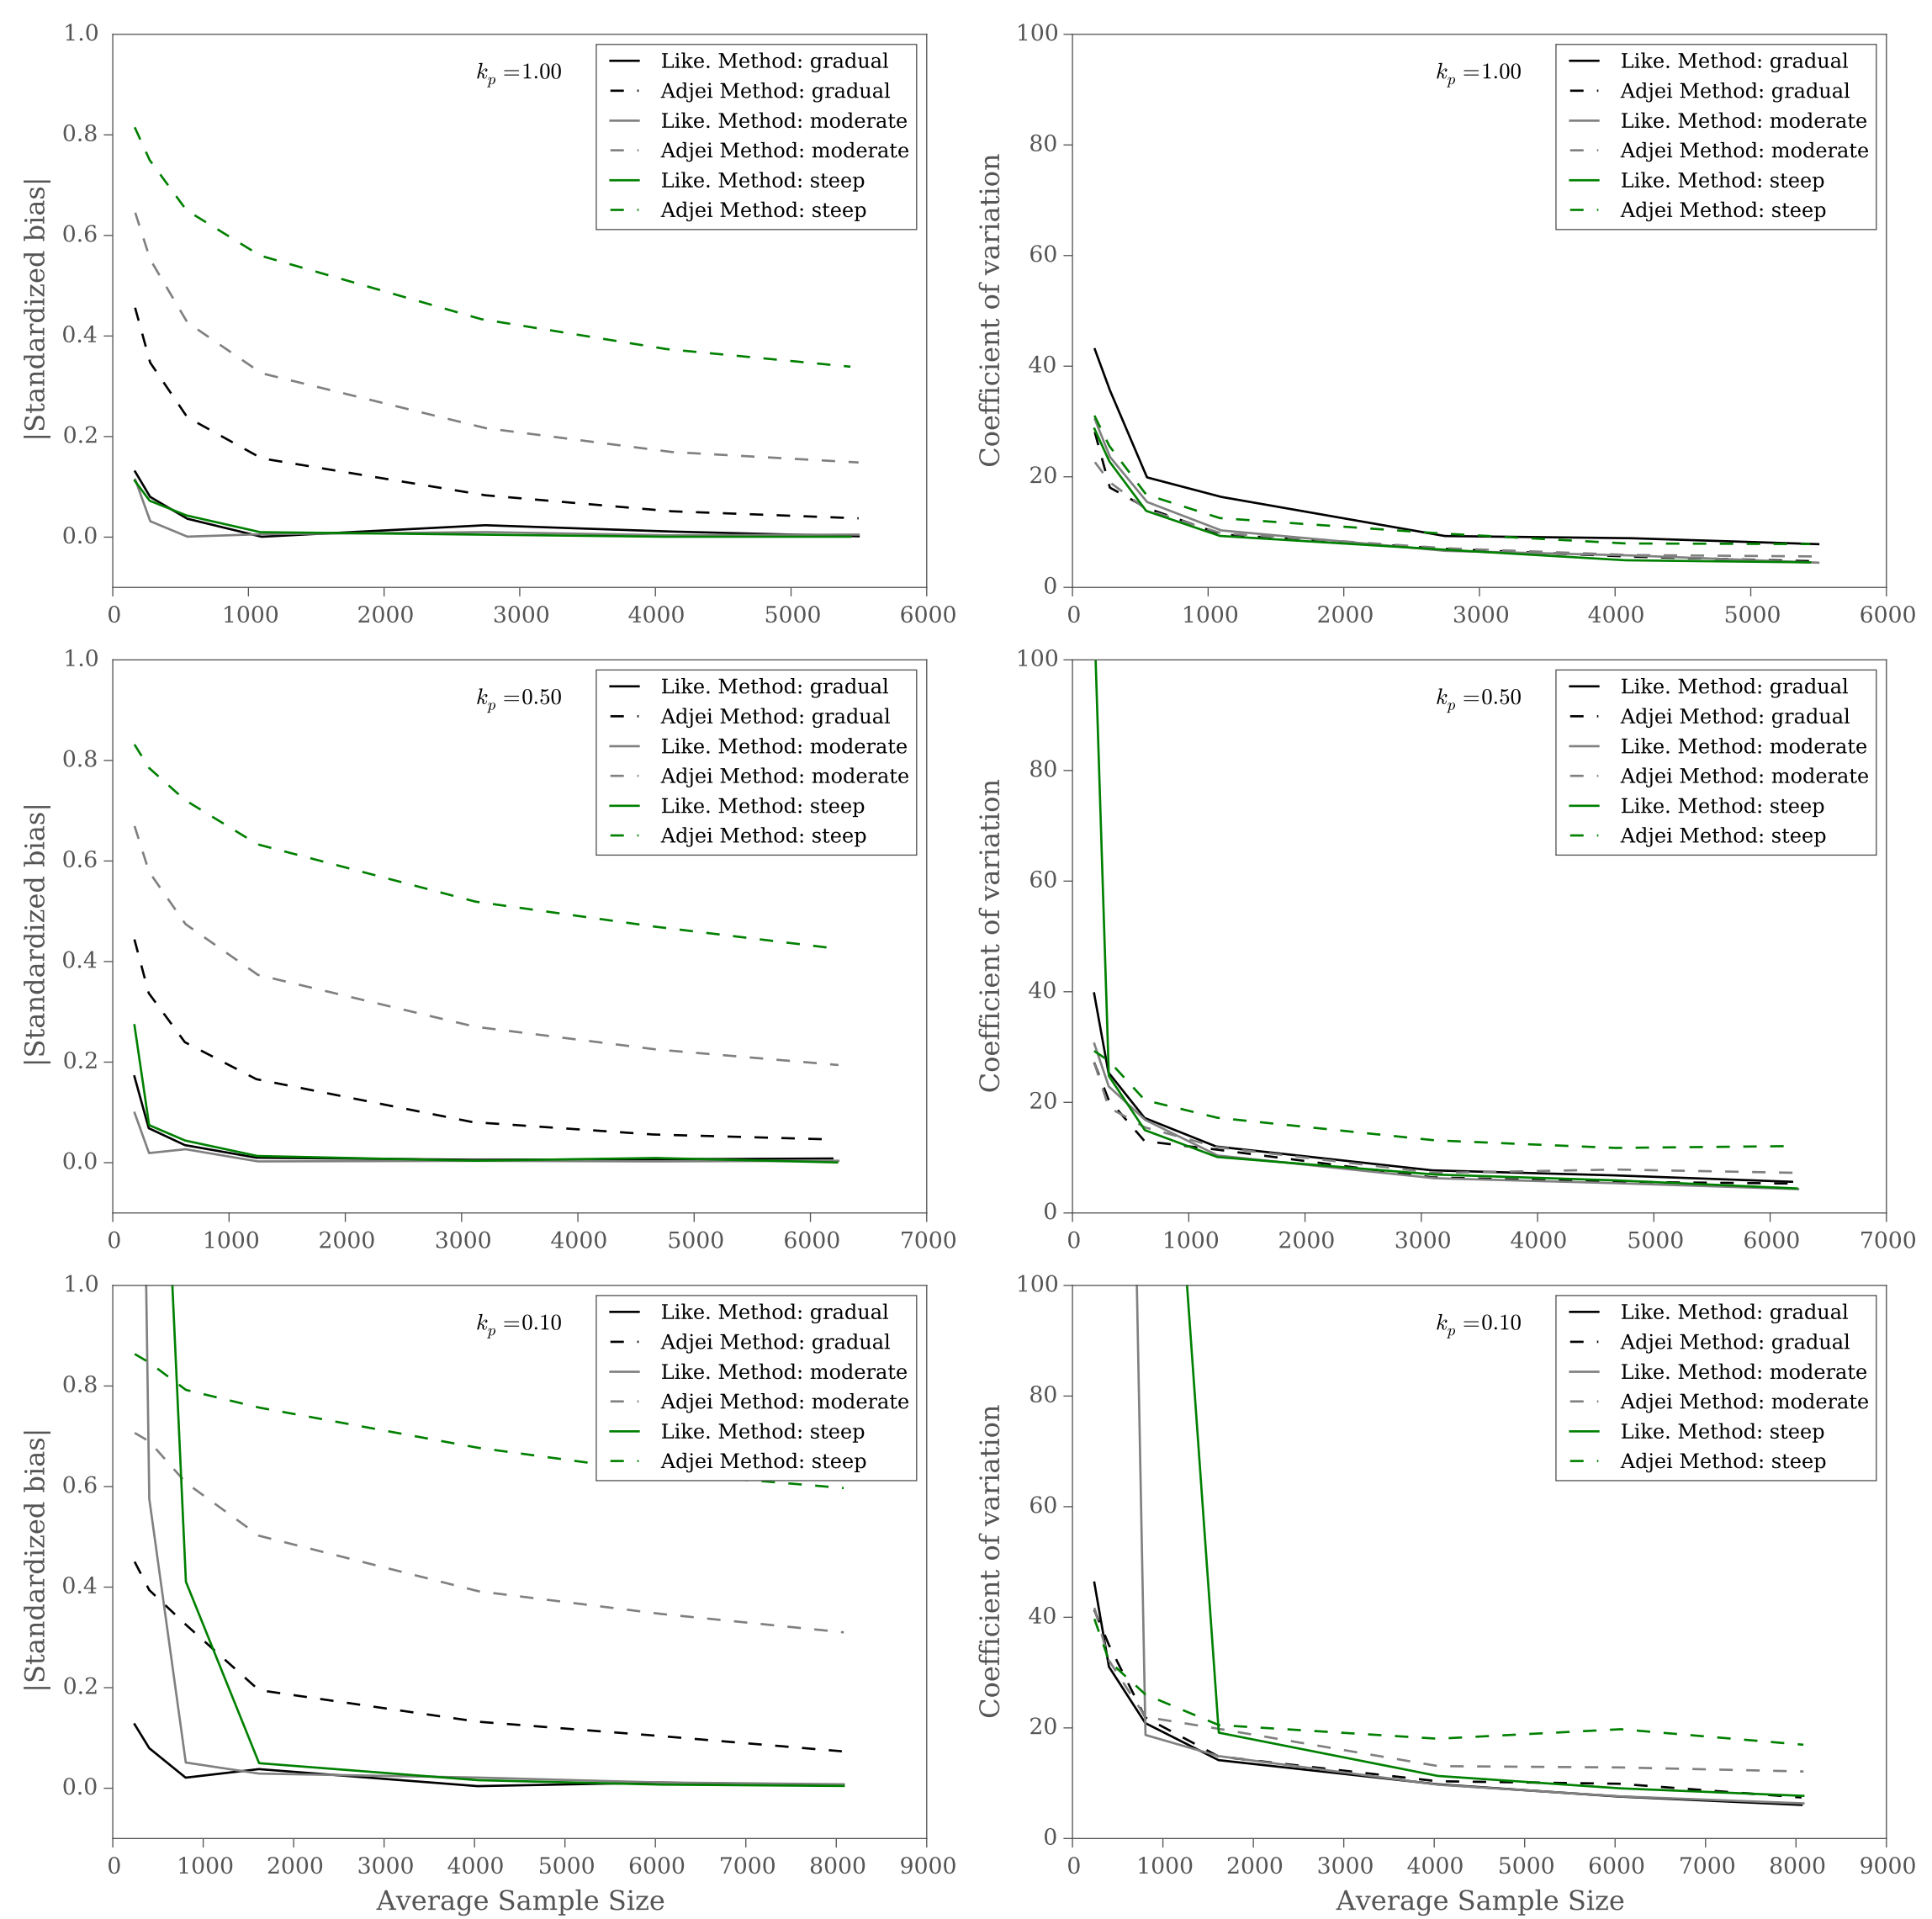 1.0
0.8
0.6
0.4
0.2
0.0
|Standardized bias|
k_p =1.00
Like. Method: gradual
Adjei Method: gradual
Like. Method: moderate
Adjei Method: moderate
Like. Method: steep
Adjei Method: steep
0 1000 2000 3000 4000 5000 6000
100
80
60
40
20
0
Coefficient of variation
k_p =1.00
Like. Method: gradual
Adjei Method: gradual
Like. Method: moderate
Adjei Method: moderate
Like. Method: steep
Adjei Method: steep
0 1000 2000 3000 4000 5000 6000
1.0
0.8
0.6
0.4
0.2
0.0
|Standardized bias|
k_p =0.50
Like. Method: gradual
Adjei Method: gradual
Like. Method: moderate
Adjei Method: moderate
Like. Method: steep
Adjei Method: steep
0 1000 2000 3000 4000 5000 6000 7000
100
80
60
40
20
0
Coefficient of variation
k_p =0.50
Like. Method: gradual
Adjei Method: gradual
Like. Method: moderate
Adjei Method: moderate
Like. Method: steep
Adjei Method: steep
0 1000 2000 3000 4000 5000 6000 7000
1.0
0.8
0.6
0.4
0.2
0.0
|Standardized bias|
k_p =0.10
Like. Method: gradual
Adjei Method: gradual
Like. Method: moderate
Adjei Method: moderate
Like. Method: steep
Adjei Method: steep
0 1000 2000 3000 4000 5000 6000 7000 8000 9000
Average Sample Size
100
80
60
40
20
0
Coefficient of variation
k_p =0.10
Like. Method: gradual
Adjei Method: gradual
Like. Method: moderate
Adjei Method: moderate
Like. Method: steep
Adjei Method: steep
0 1000 2000 3000 4000 5000 6000 7000 8000 9000
Average Sample Size